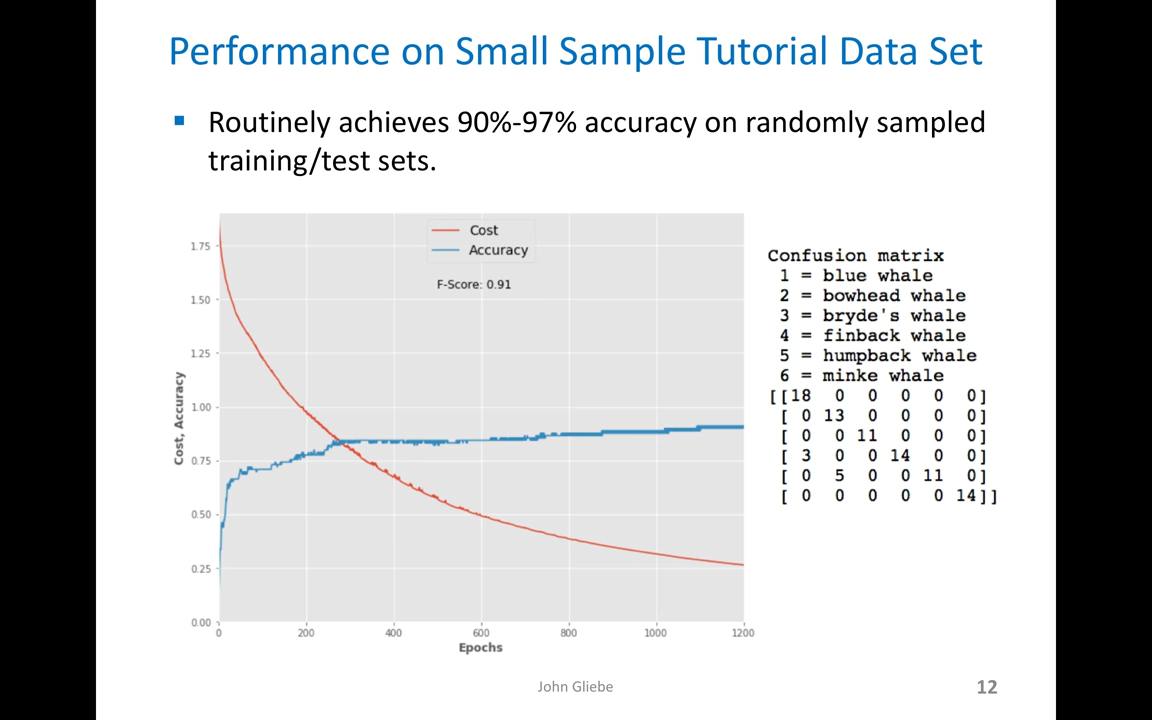 Performance on Small Sample Tutorial Data Set
Routinely achieves 90%-97% accuracy on randomly sampled
training/test sets.
Cost
Accuracy
F-Score: 0.91
Cost, Accuracy
1.75
1.50
1.25
1.00
0.75
0.50
0.25
0.00
0 200 400 600 800 1000 1200
Epochs
Confusion matrix
1 = blue whale
2 = bowhead whale
3 = bryde's whale
4 = finback whale
5 = humpback whale
6 = minke whale
[[18 0 0 0 0 0]
[ 0 13 0 0 0 0]
[ 0 0 11 0 0 0]
[ 3 0 0 14 0 0]
[ 0 5 0 0 11 0]
[ 0 0 0 0 0 14]]
John Gliebe
12